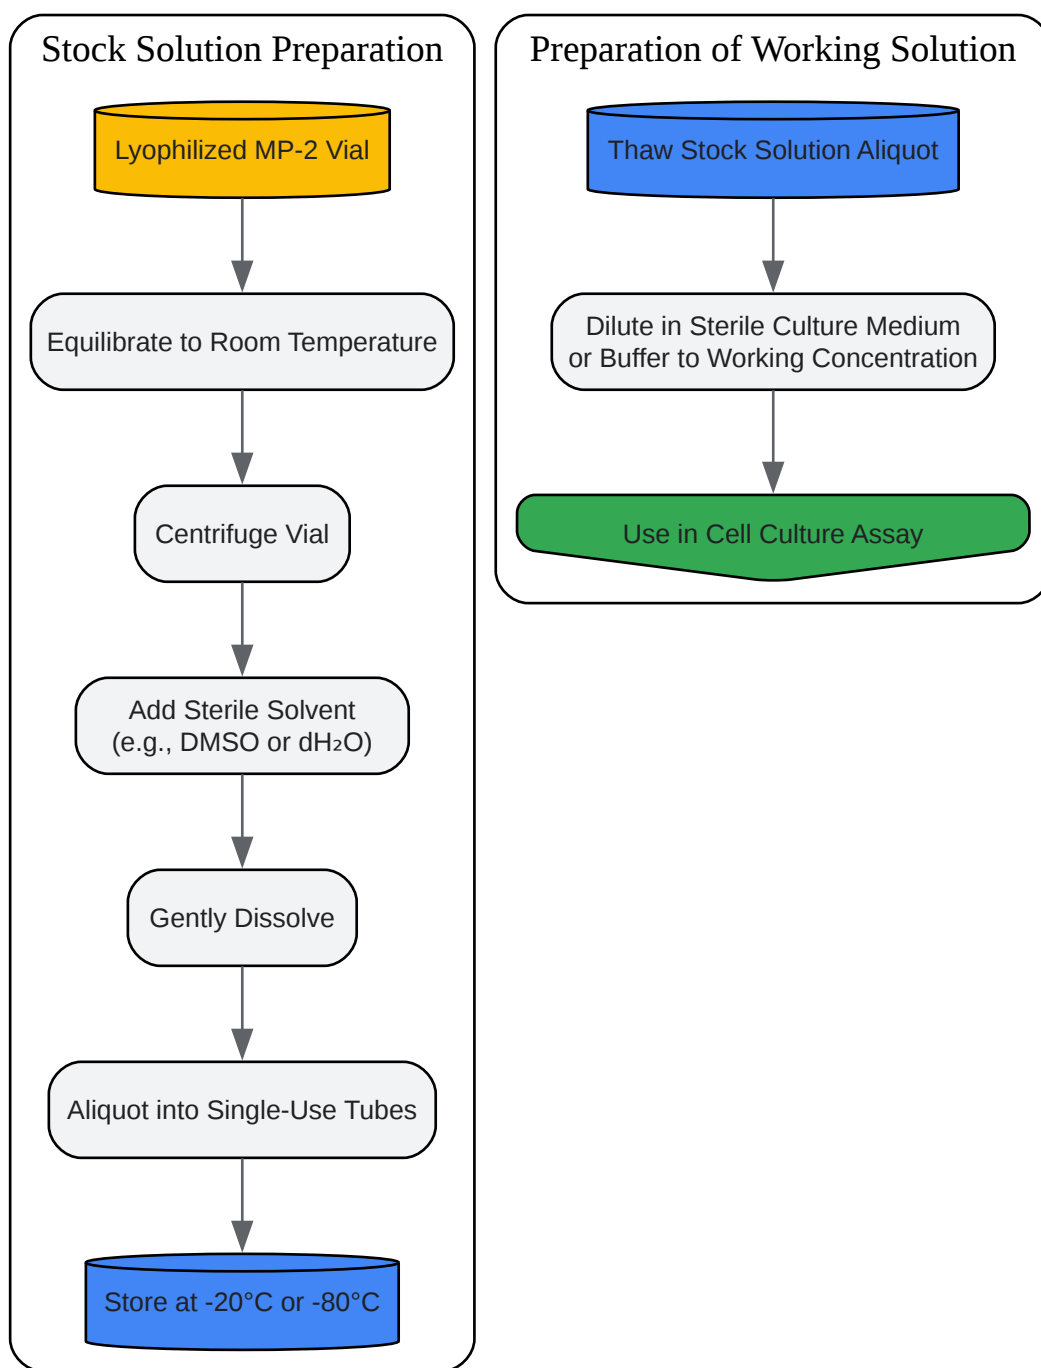 Stock Solution Preparation
Lyophilized MP-2 Vial
Equilibrate to Room Temperature
Centrifuge Vial
Add Sterile Solvent
(e.g., DMSO or dH₂O)
Gently Dissolve
Aliquot into Single-Use Tubes
Store at -20°C or -80°C
Preparation of Working Solution
Thaw Stock Solution Aliquot
Dilute in Sterile Culture Medium
or Buffer to Working Concentration
Use in Cell Culture Assay